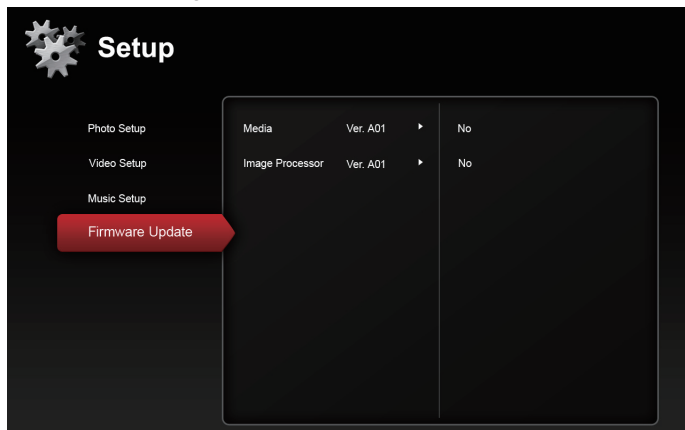 Setup
Photo Setup
Media Ver. A01 No
Video Setup
Image Processor Ver. A01 No
Music Setup
Firmware Update